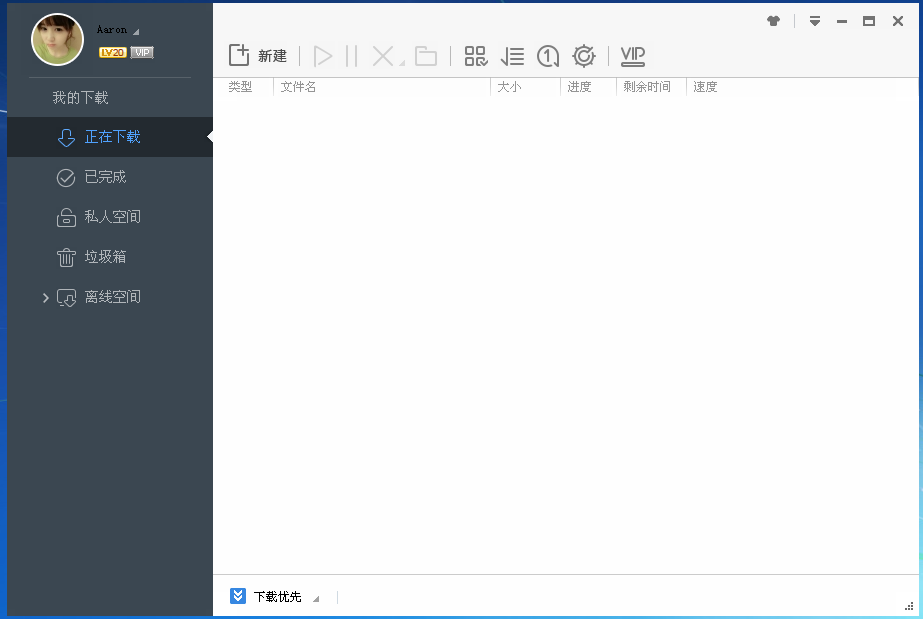 Aaron
LV20 VIP
我的下载
正在下载
已完成
私人空间
垃圾箱
离线空间
新建
VIP
类型 文件名 大小 进度 剩余时间 速度
下载优先